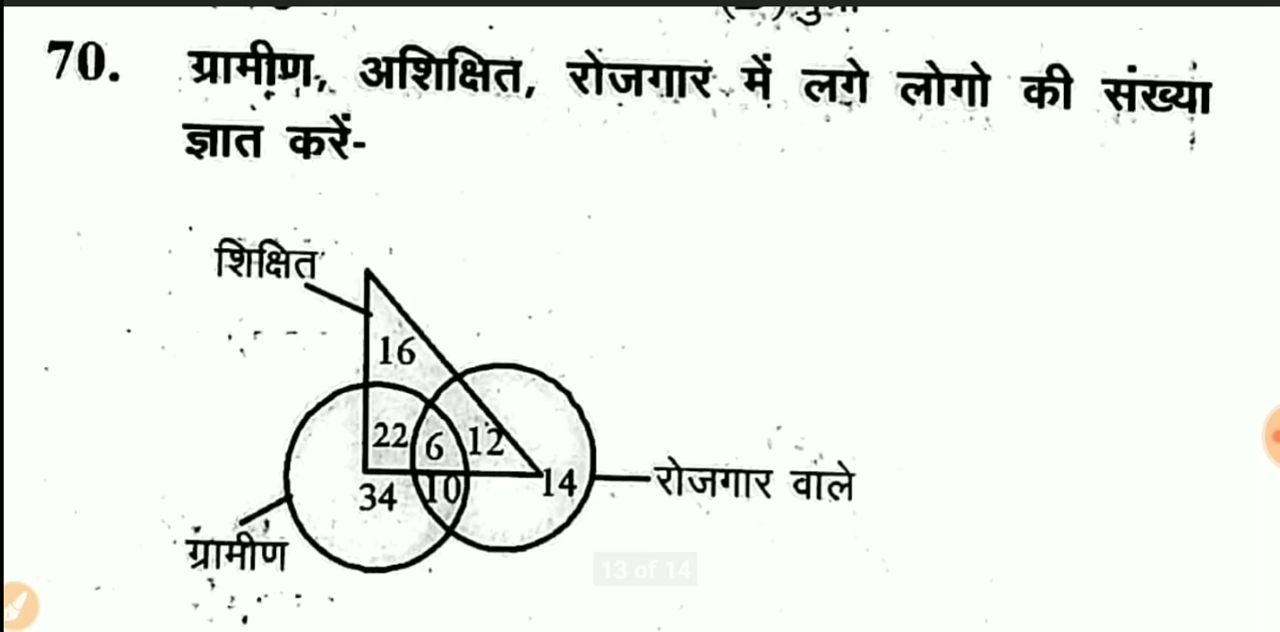 70. ग्रामीण, अशिक्षित, रोजगार में लगे लोगो की संख्या
ज्ञात करें-
शिक्षित
16
22 6 12
34 10 14 रोजगार वाले
ग्रामीण
13 of 14